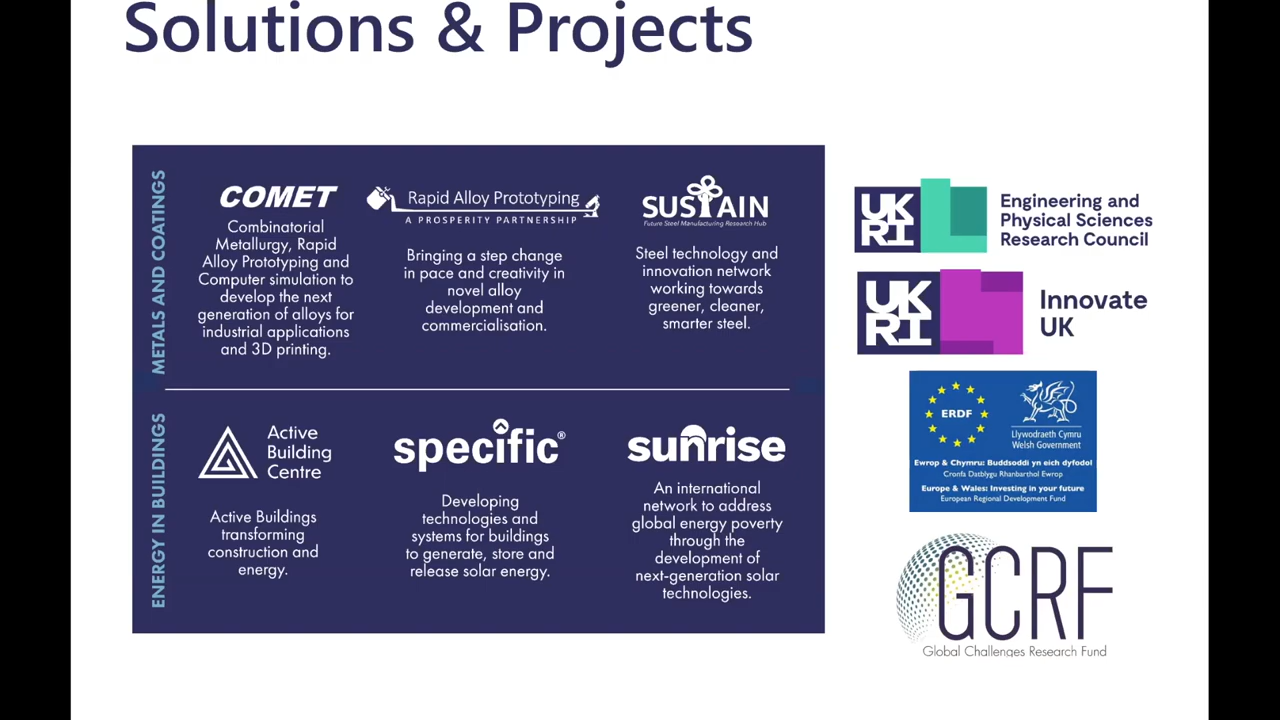 Solutions & Projects
METALS AND COATINGS
COMET
Combinatorial
Metallurgy, Rapid
Alloy Prototyping and
Computer simulation to
develop the next
generation of alloys for
industrial applications
and 3D printing.
Rapid Alloy Prototyping
A PROSPERITY PARTNERSHIP
Bringing a step change
in pace and creativity in
novel alloy
development and
commercialisation.
SUSTAIN
Future Steel Manufacturing Research Hub
Steel technology and
innovation network
working towards
greener, cleaner,
smarter steel.
ENERGY IN BUILDINGS
Active
Building
Centre
Active Buildings
transforming
construction and
energy.
specific®
Developing
technologies and
systems for buildings
to generate, store and
release solar energy.
sunrise
An international
network to address
global energy poverty
through the
development of
next-generation solar
technologies.
UK
RI
Engineering and
Physical Sciences
Research Council
UK
RI
Innovate
UK
ERDF
Llywodraeth Cymru
Welsh Government
Ewrop & Chymru: Buddsoddi yn eich dyfodol
Cronfa Datblygu Rhanbarthol Ewrop
Europe & Wales: Investing in your future
European Regional Development Fund
GCRF
Global Challenges Research Fund